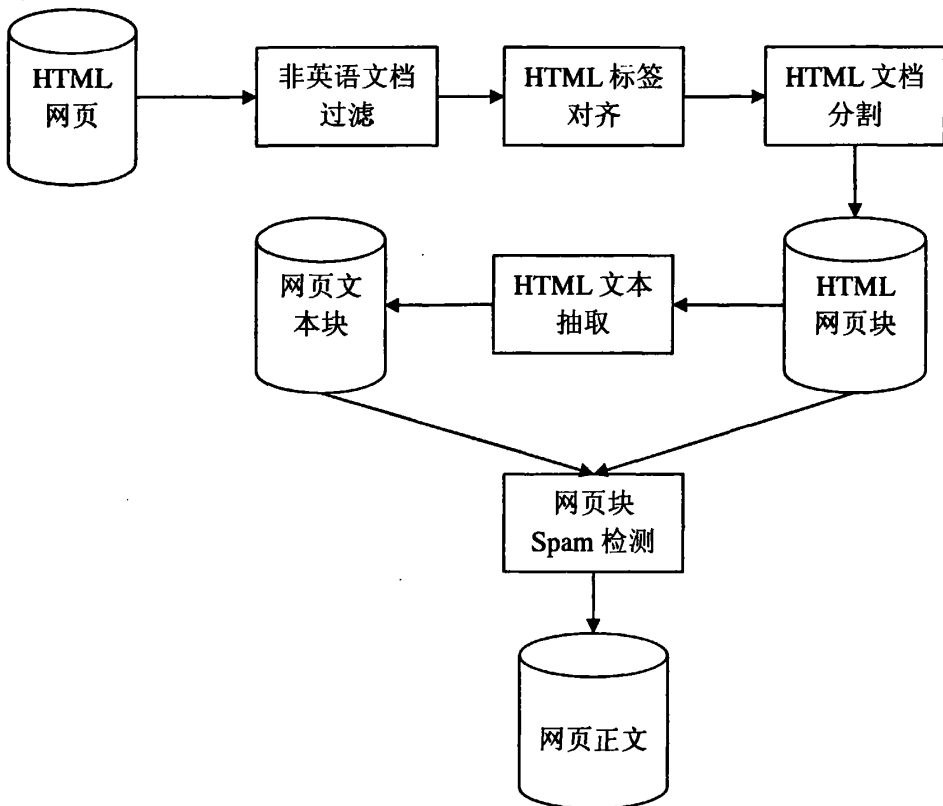 HTML
网页
非英语文档
过滤
HTML 标签
对齐
HTML 文档
分割
网页文
本块
HTML 文本
抽取
HTML
网页块
网页块
Spam 检测
网页正文